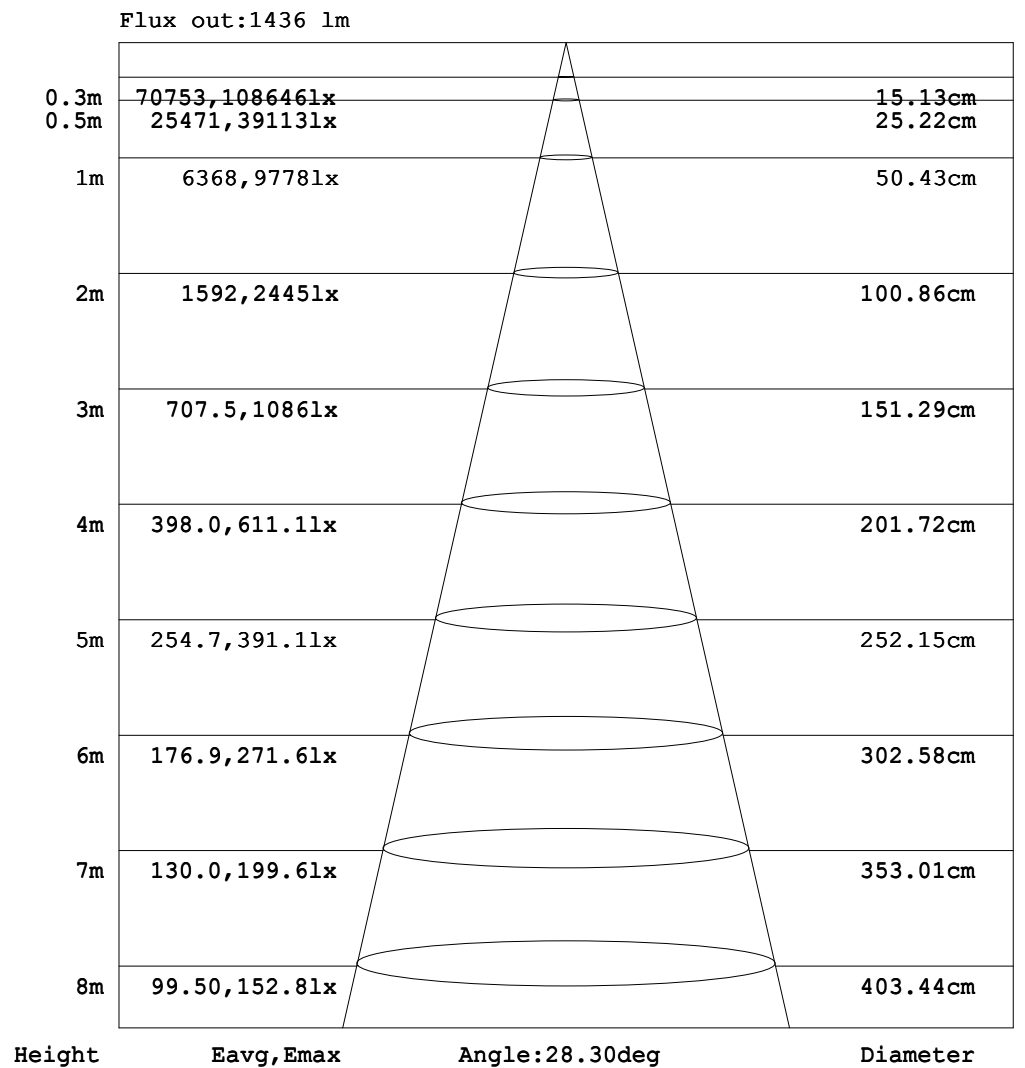 Flux out:1436 lm
0.3m 70753,108646lx 15.13cm
0.5m 25471,39113lx 25.22cm
1m 6368,9778lx 50.43cm
2m 1592,2445lx 100.86cm
3m 707.5,1086lx 151.29cm
4m 398.0,611.1lx 201.72cm
5m 254.7,391.1lx 252.15cm
6m 176.9,271.6lx 302.58cm
7m 130.0,199.6lx 353.01cm
8m 99.50,152.8lx 403.44cm
Height Eavg,Emax Angle:28.30deg Diameter